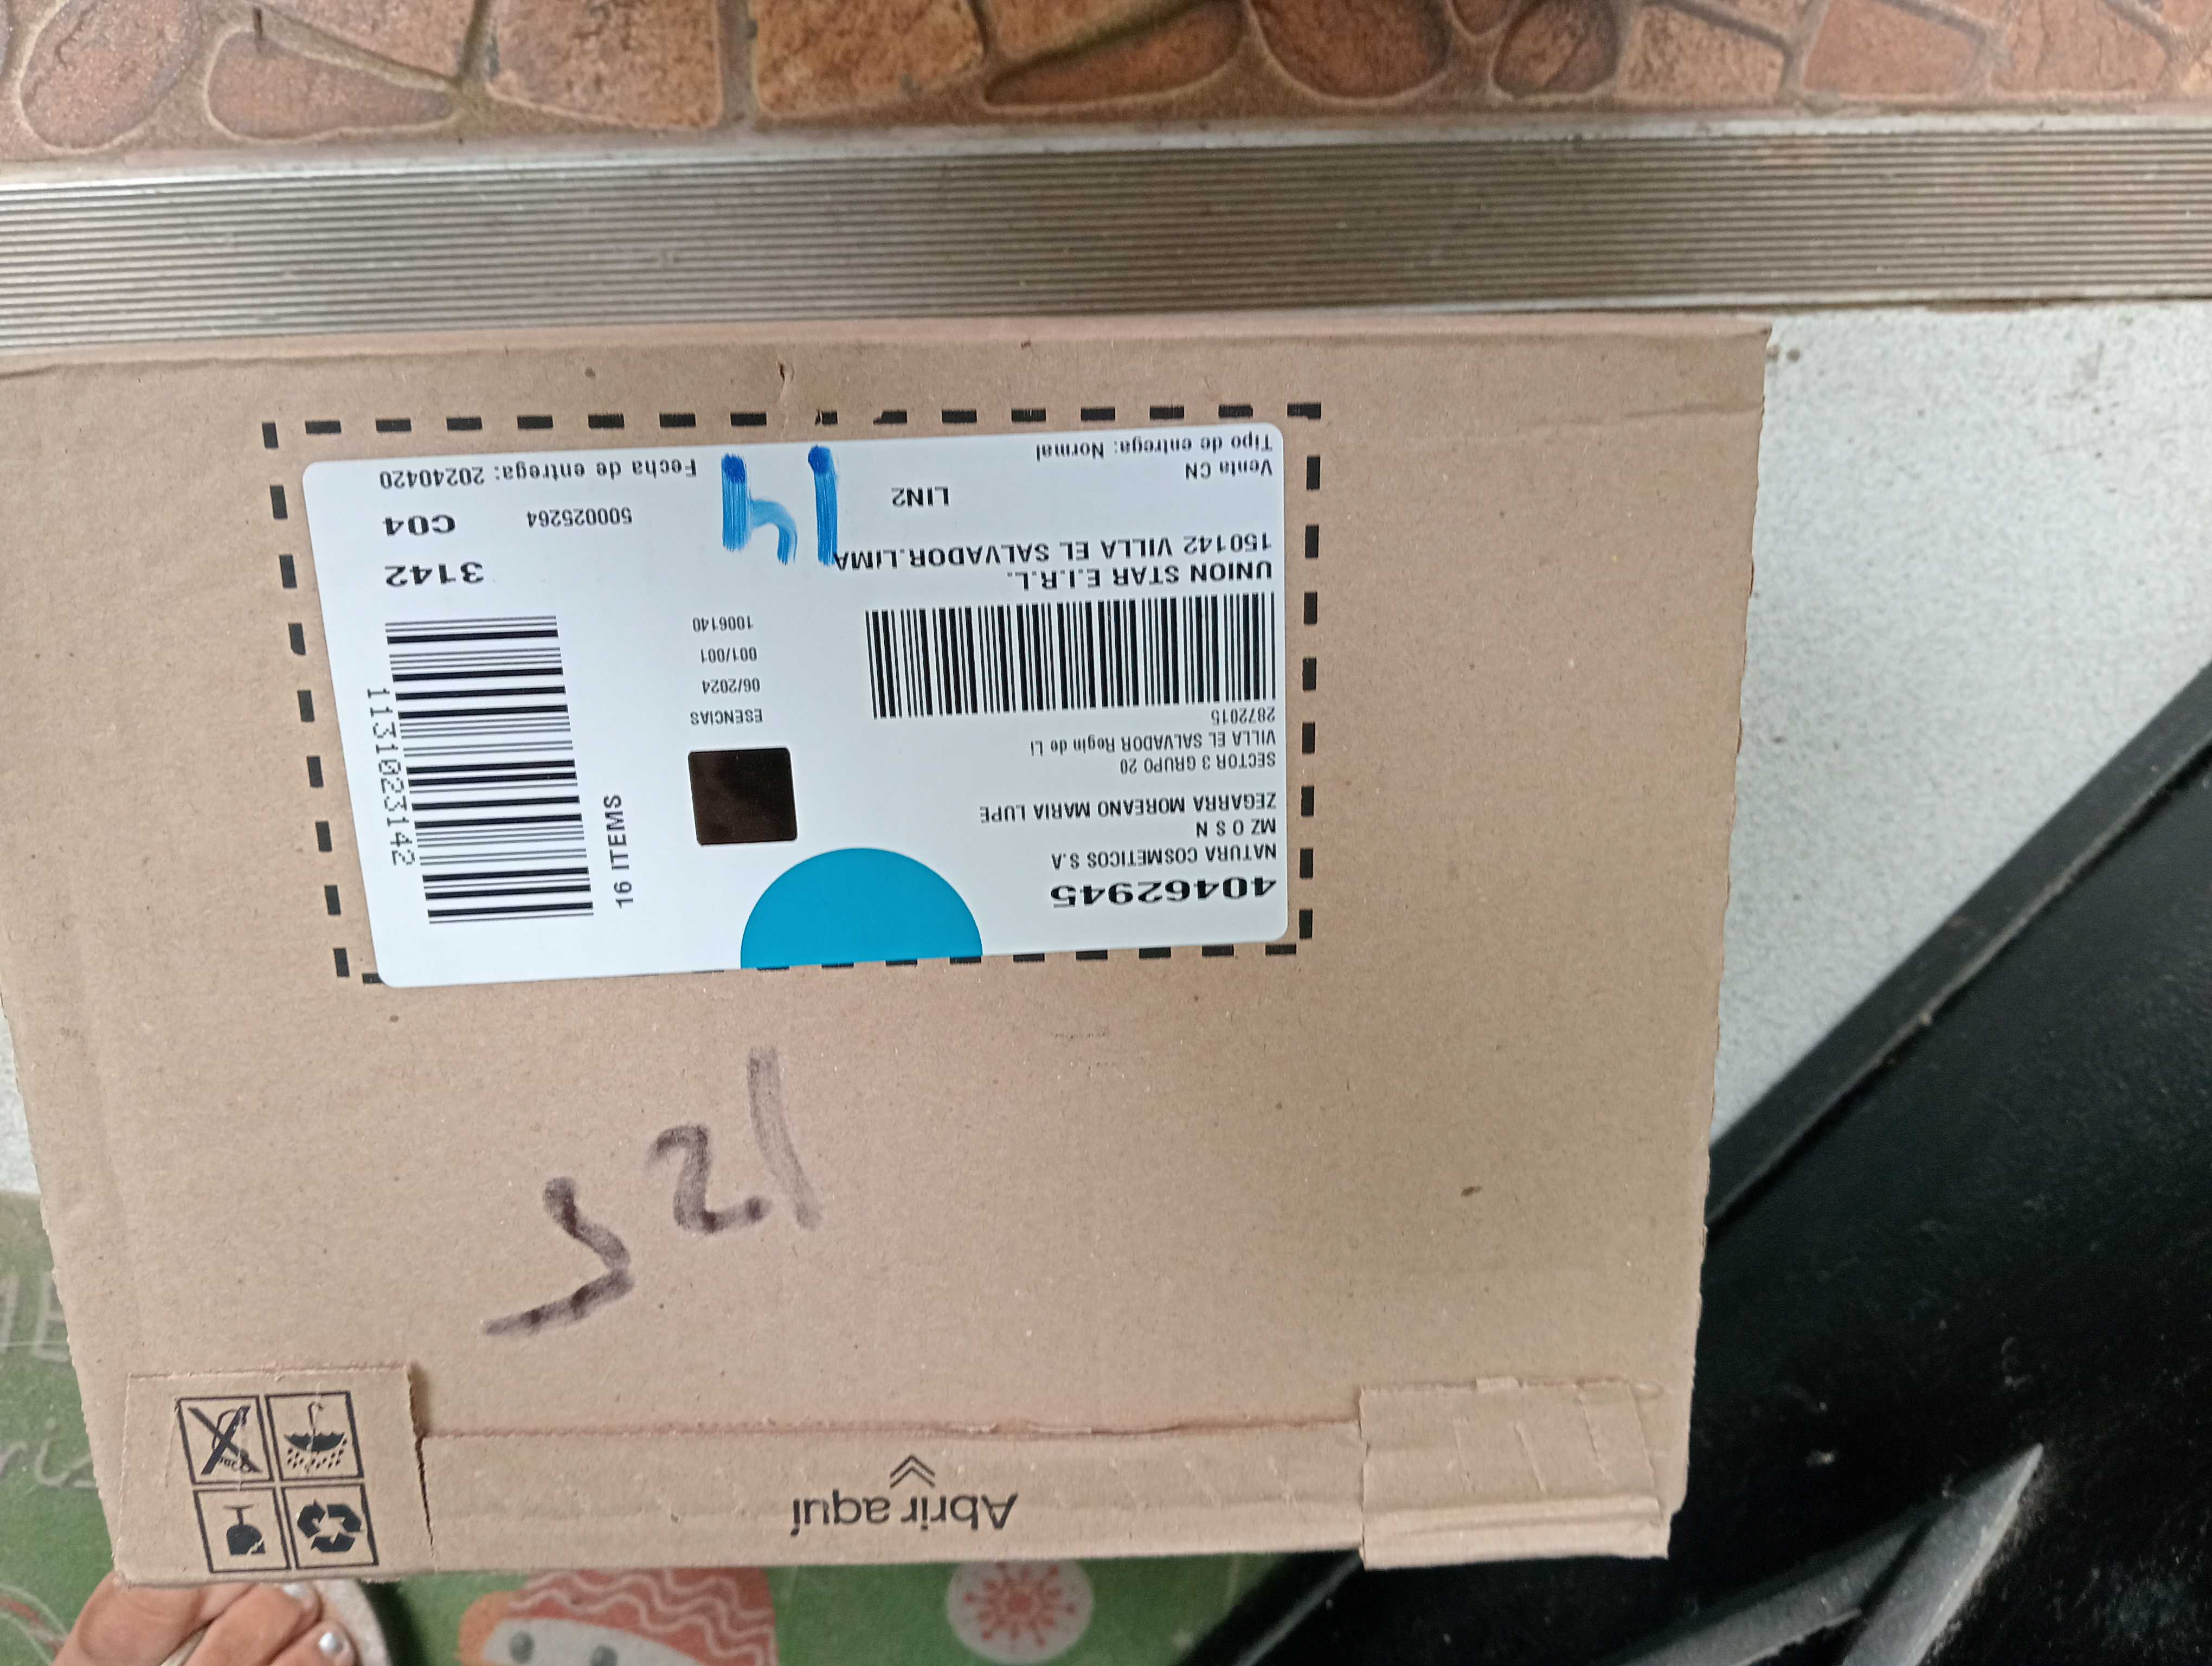 40462945
NATURA COSMETICOS S.A
MZ O S N
ZEGARRA MOREANO MARIA LUPE
SECTOR 3 GRUPO 20
VILLA EL SALVADOR Regin de Li
2872015
UNION STAR E.I.R.L.
150142 VILLA EL SALVADOR.LIMA
LIN2
Venta CN
Tipo de entrega: Normal
14
ESENCIAS
06/2024
001/001
1006140
16 ITEMS
1131023142
3142
500025264 C04
Fecha de entrega: 20240420
Abrir aquí